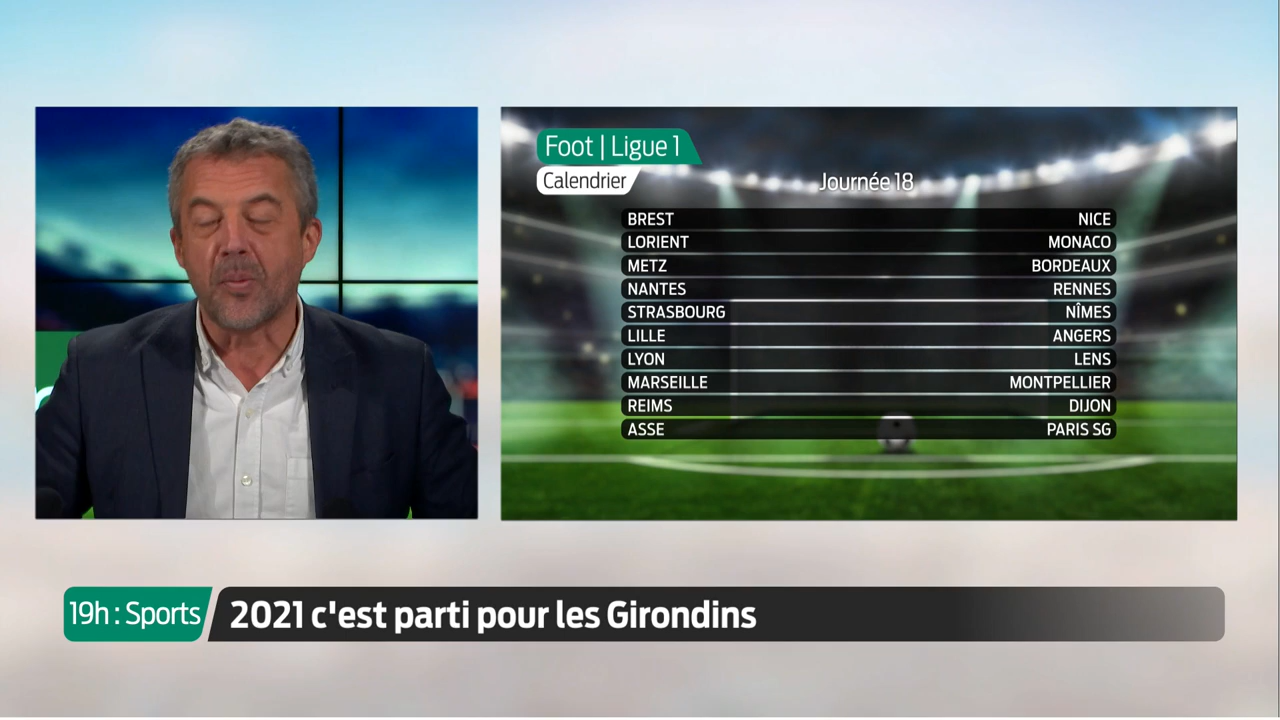 Foot | Ligue 1
Calendrier
Journée 18
BREST NICE
LORIENT MONACO
METZ BORDEAUX
NANTES RENNES
STRASBOURG NÎMES
LILLE ANGERS
LYON LENS
MARSEILLE MONTPELLIER
REIMS DIJON
ASSE PARIS SG
19h : Sports 2021 c'est parti pour les Girondins